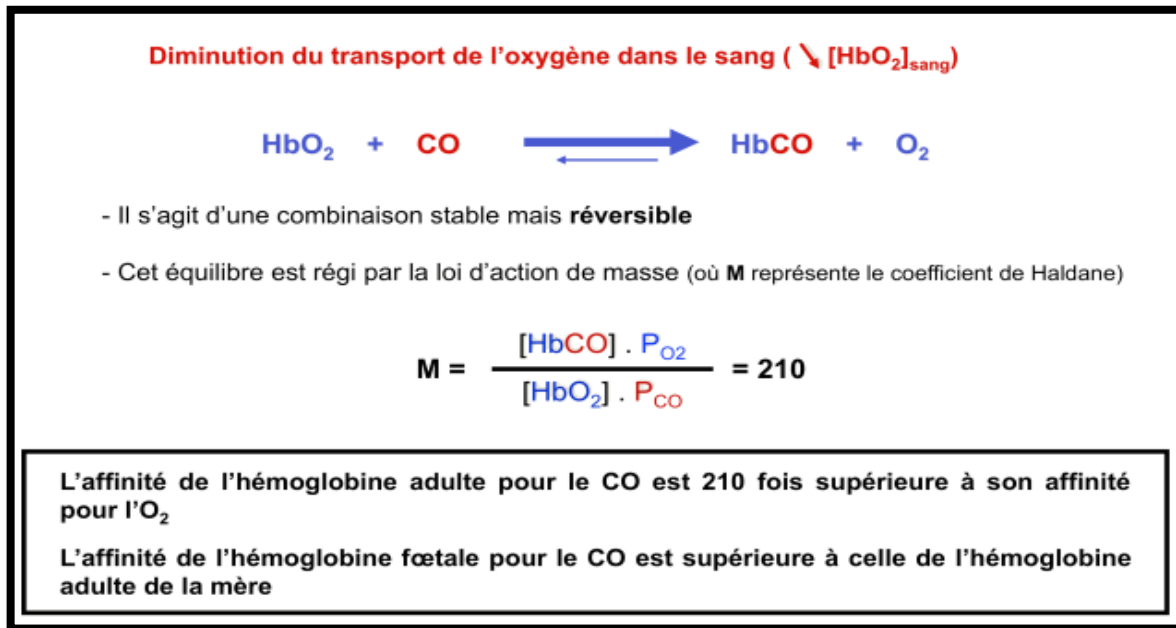 Diminution du transport de l'oxygène dans le sang ( ↘ [HbO₂]sang)
HbO₂ + CO ⇄ HbCO + O₂
- Il s'agit d'une combinaison stable mais réversible
- Cet équilibre est régi par la loi d'action de masse (où M représente le coefficient de Haldane)
[HbCO] . PO2
M = = 210
[HbO₂] . PCO
L'affinité de l'hémoglobine adulte pour le CO est 210 fois supérieure à son affinité
pour l'O₂
L'affinité de l'hémoglobine fœtale pour le CO est supérieure à celle de l'hémoglobine
adulte de la mère